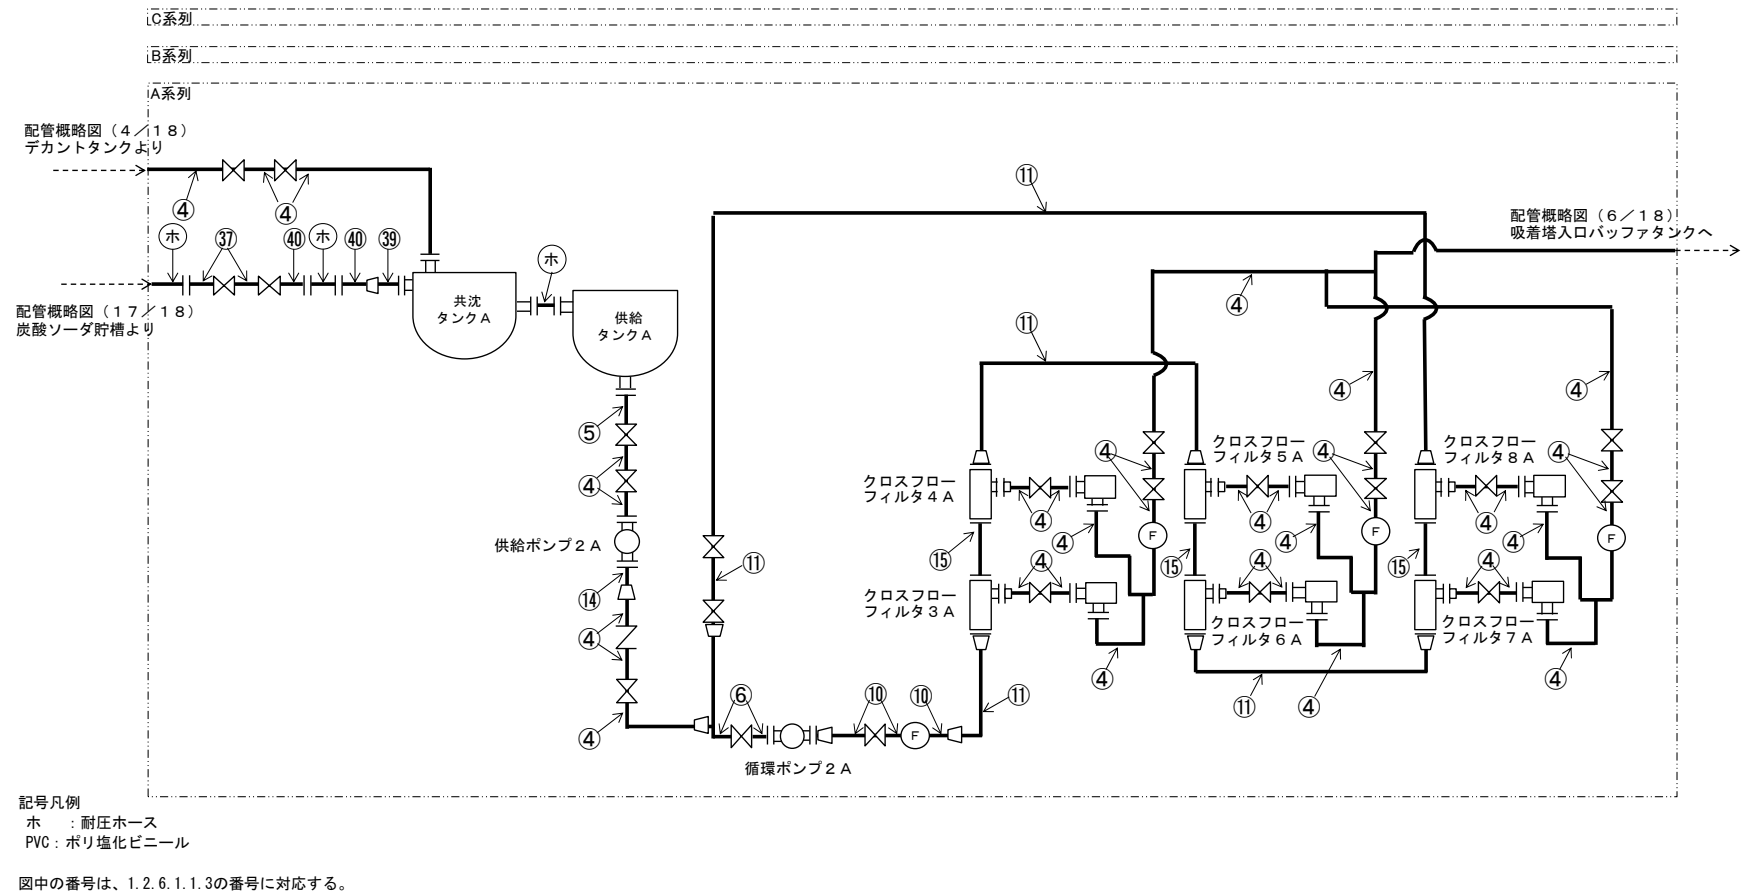 C系列
B系列
A系列
配管概略図（４／１８）
デカントタンクより
④
④
ホ
㊲
㊵
ホ
㊵
㊴
配管概略図（１７／１８）
炭酸ソーダ貯槽より
共沈
タンクA
ホ
供給
タンクA
⑤
④
供給ポンプ２A
⑭
④
④
⑪
⑪
⑥
循環ポンプ２A
⑩
F
⑩
⑪
⑪
配管概略図（６／１８）
吸着塔入口バッファタンクへ
④
④
④
クロスフロー
フィルタ４A
④
④
④
F
⑮
クロスフロー
フィルタ３A
④
④
クロスフロー
フィルタ５A
④
④
④
F
⑮
④
クロスフロー
フィルタ６A
④
⑪
クロスフロー
フィルタ８A
④
④
④
F
⑮
④
クロスフロー
フィルタ７A
④
記号凡例
ホ　：耐圧ホース
PVC：ポリ塩化ビニール
図中の番号は、1.2.6.1.1.3の番号に対応する。